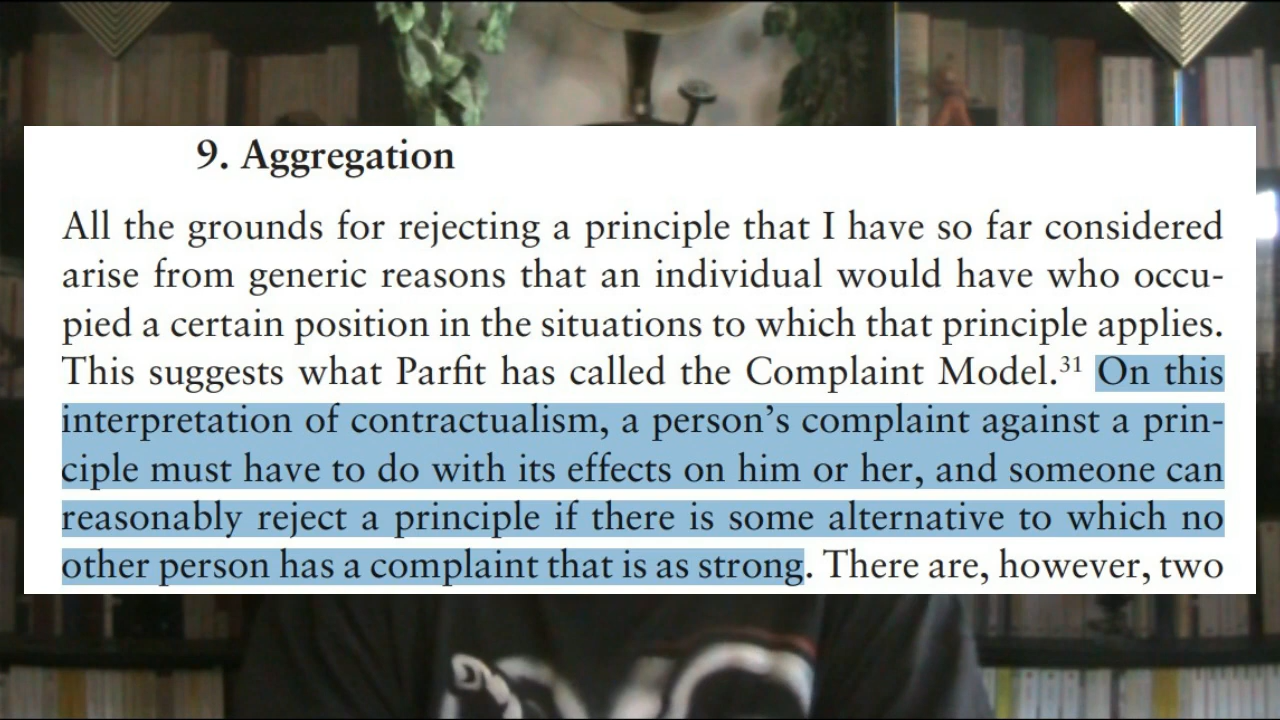 9. Aggregation
All the grounds for rejecting a principle that I have so far considered
arise from generic reasons that an individual would have who occu-
pied a certain position in the situations to which that principle applies.
This suggests what Parfit has called the Complaint Model.³¹ On this
interpretation of contractualism, a person’s complaint against a prin-
ciple must have to do with its effects on him or her, and someone can
reasonably reject a principle if there is some alternative to which no
other person has a complaint that is as strong. There are, however, two